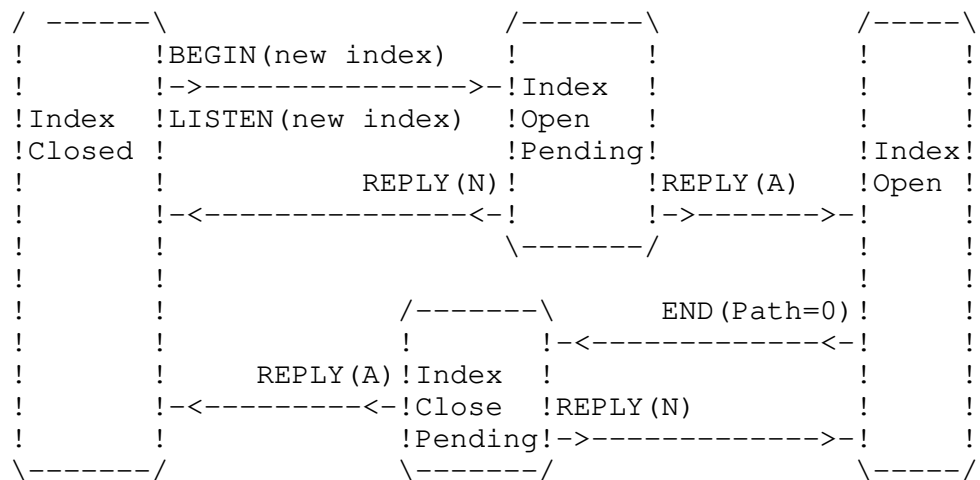 / ------\                     /-------\            /-----\
!       !BEGIN(new index)     !       !            !     !
!       !->--------------->-!Index  !            !     !
!Index  !LISTEN(new index)  !Open   !            !     !
!Closed !                     !Pending!            !Index!
!       !            REPLY(N)!       !REPLY(A)    !Open !
!       !-<---------------<-!       !->------->-!     !
!       !                     \-------/            !     !
!       !                                          !     !
!       !              /-------\       END(Path=0)!     !
!       !              !       !-<-------------<-!     !
!       !      REPLY(A)!Index  !                   !     !
!       !-<---------<-!Close  !REPLY(N)           !     !
!       !              !Pending!->------------->-!     !
\-------/              \-------/                   \-----/